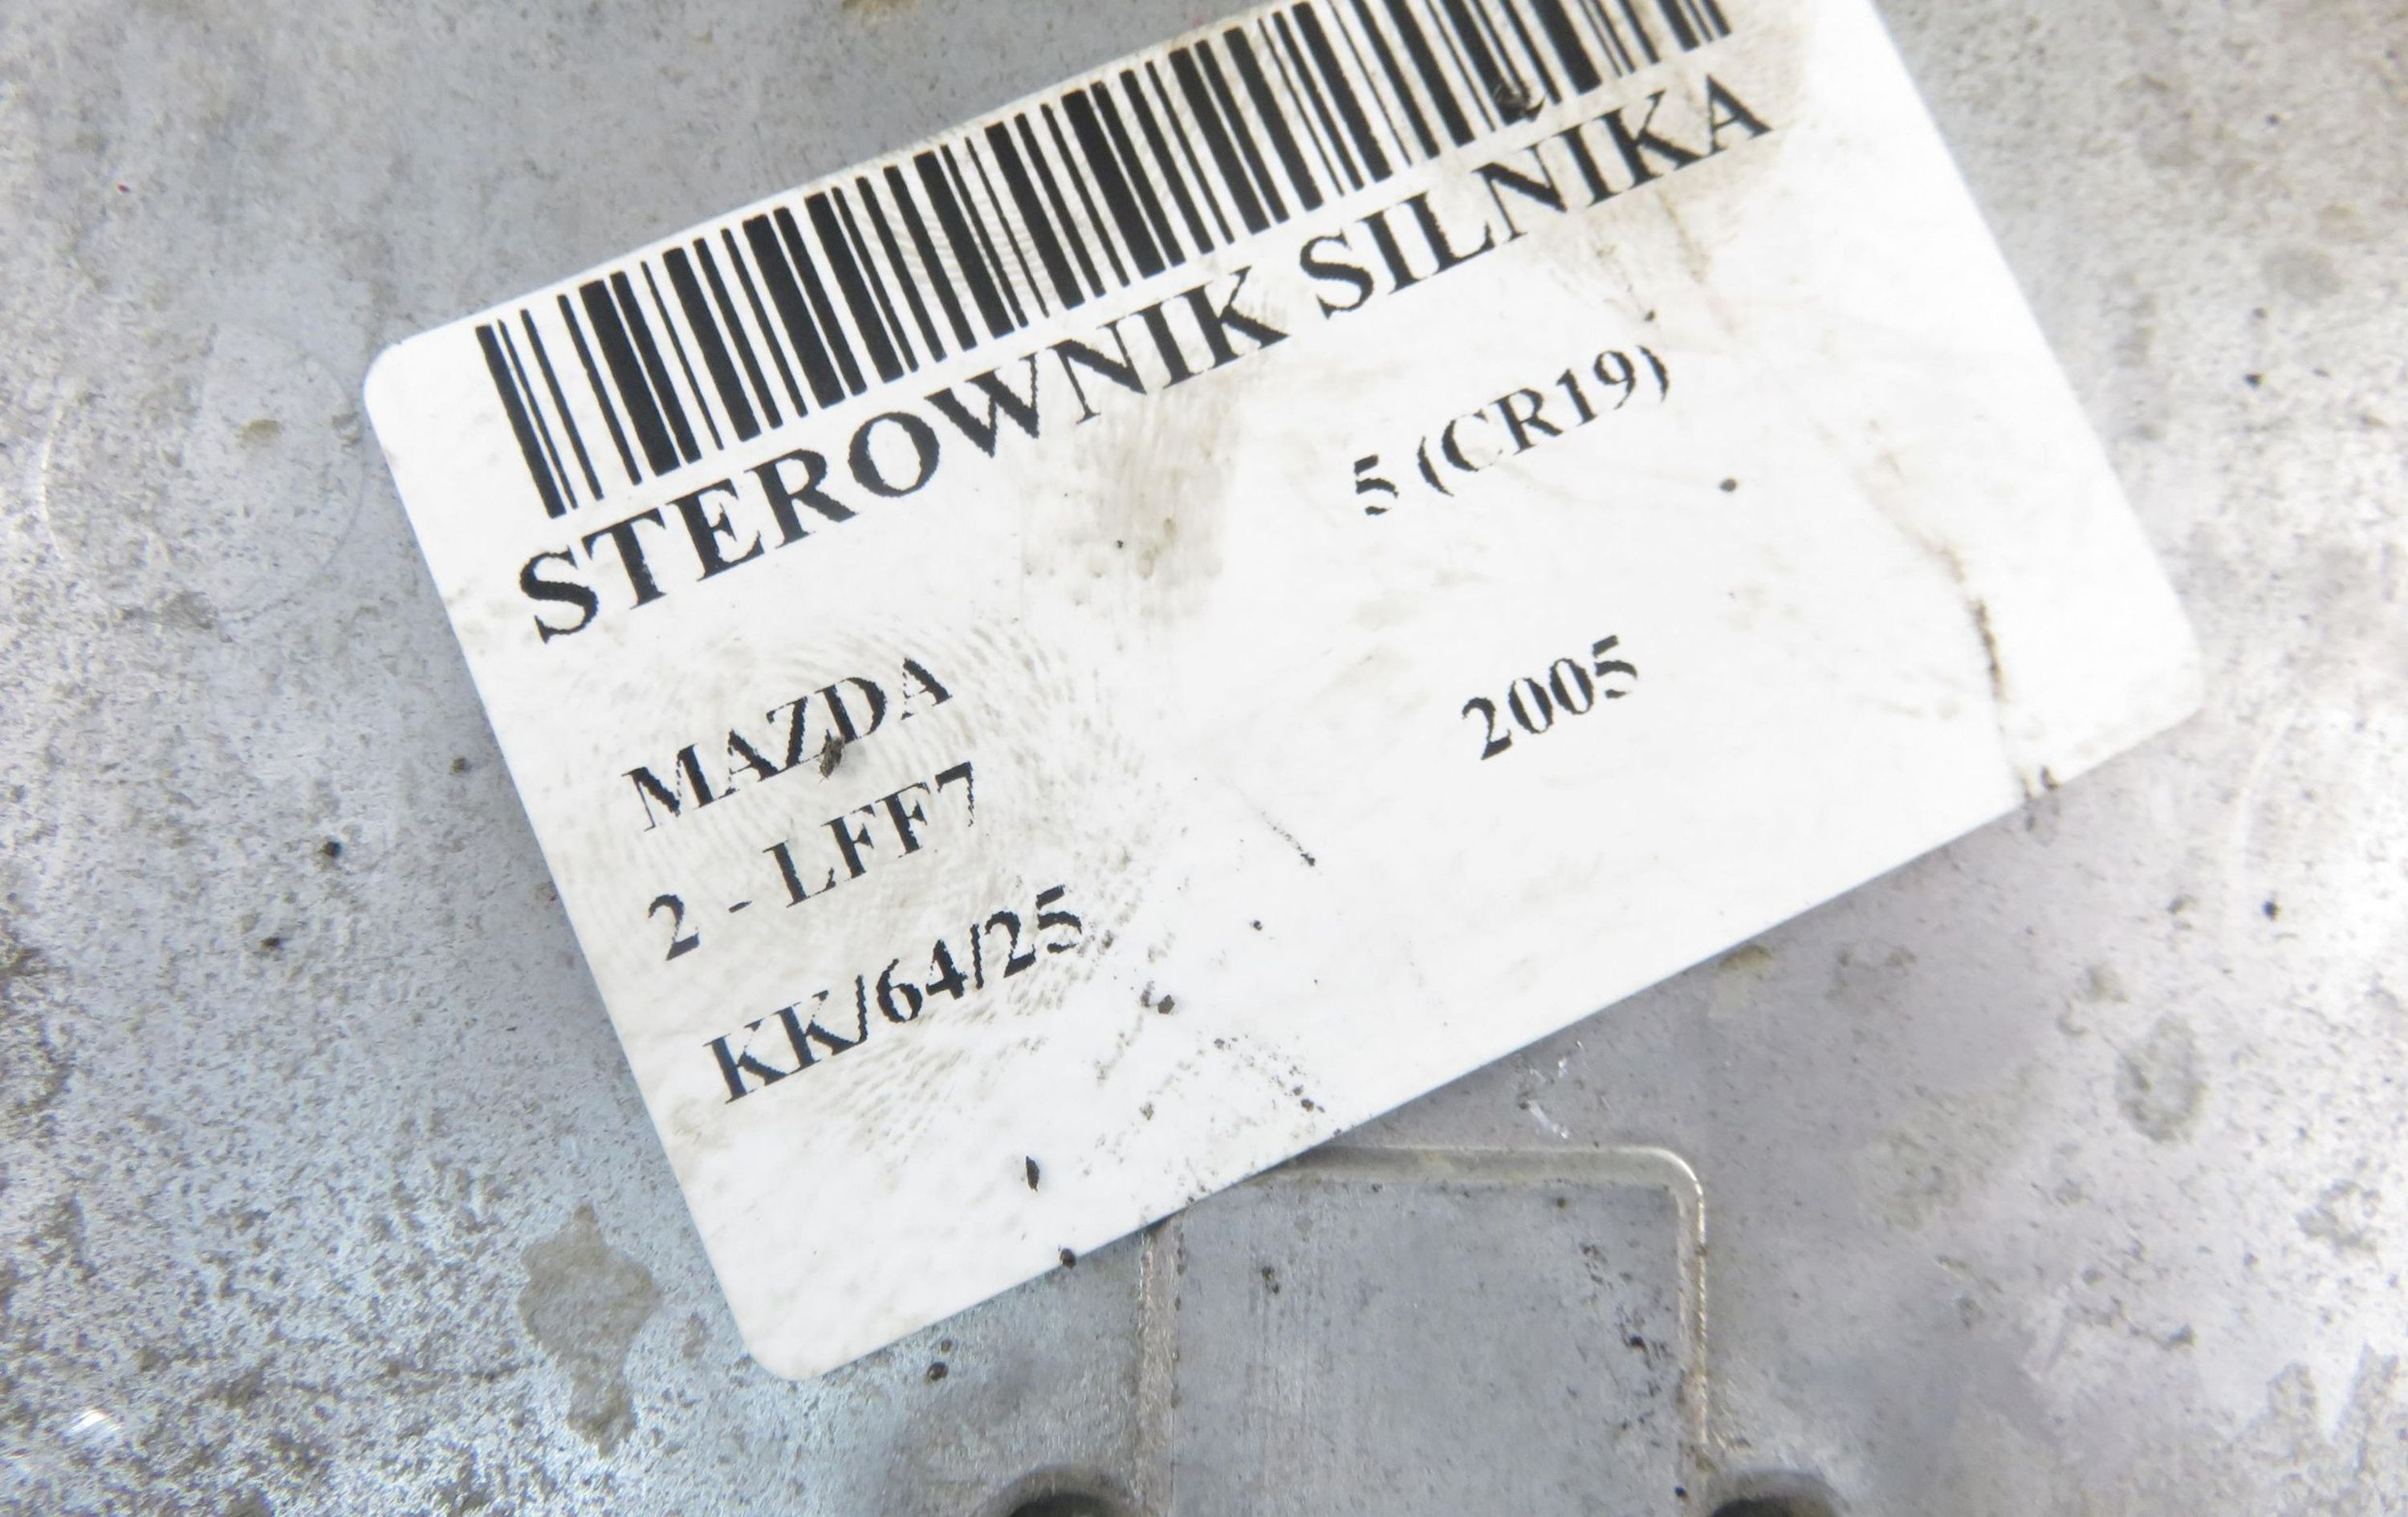 STEROWNIK SILNIKA
MAZDA 5 (CR19)
2 - LFF7 2005
KK/64/25